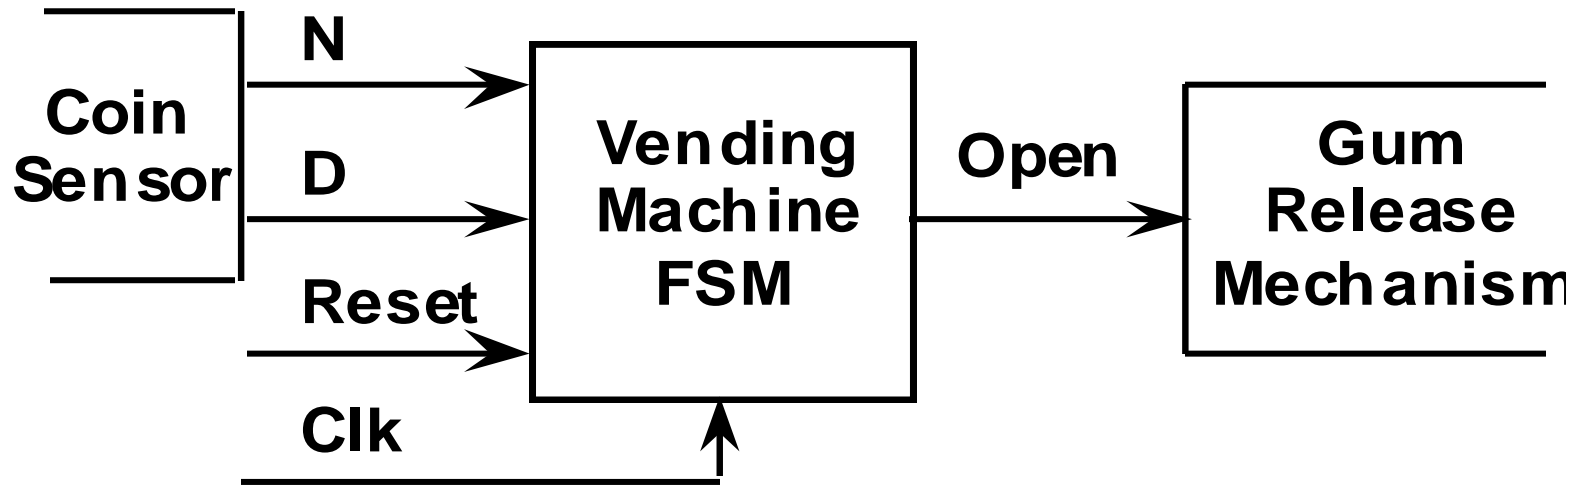 N
Coin
Sensor
D
Reset
Clk
Vending
Machine
FSM
Open
Gum
Release
Mechanism